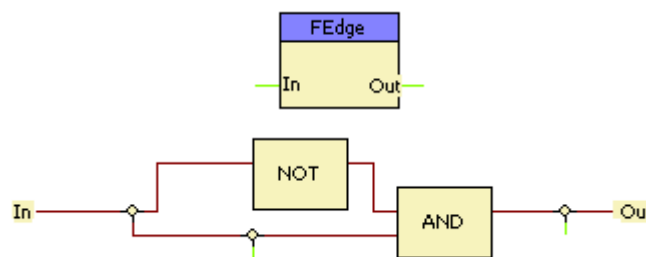 FEdge
In Out
NOT
In
AND
Ou